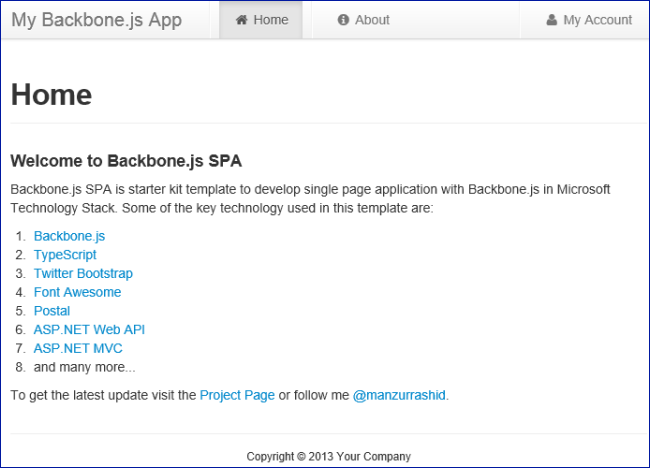 My Backbone.js App Home About My Account
Home
Welcome to Backbone.js SPA
Backbone.js SPA is starter kit template to develop single page application with Backbone.js in Microsoft
Technology Stack. Some of the key technology used in this template are:
1. Backbone.js
2. TypeScript
3. Twitter Bootstrap
4. Font Awesome
5. Postal
6. ASP.NET Web API
7. ASP.NET MVC
8. and many more...
To get the latest update visit the Project Page or follow me @manzurrashid.
Copyright © 2013 Your Company